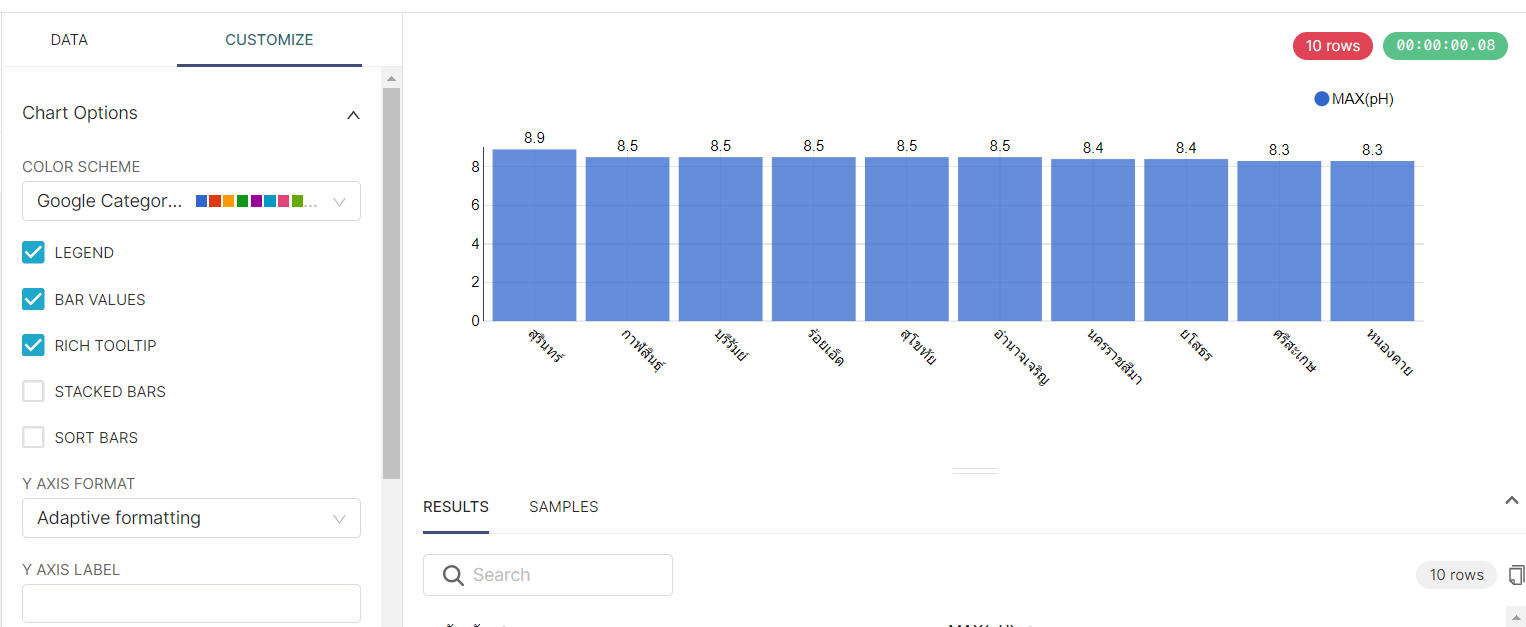 DATA
CUSTOMIZE
Chart Options
COLOR SCHEME
Google Categor...
...
LEGEND
BAR VALUES
RICH TOOLTIP
STACKED BARS
SORT BARS
Y AXIS FORMAT
Adaptive formatting
Y AXIS LABEL
10 rows
00:00:00.08
MAX(pH)
8.9
8.5
8.5
8.5
8.5
8.5
8.4
8.4
8.3
8.3
8
6
4
2
0
สุรินทร์
กาฬสินธุ์
บุรีรัมย์
ร้อยเอ็ด
สุโขทัย
อำนาจเจริญ
นครราชสีมา
ยโสธร
ศรีสะเกษ
หนองคาย
RESULTS
SAMPLES
Search
10 rows